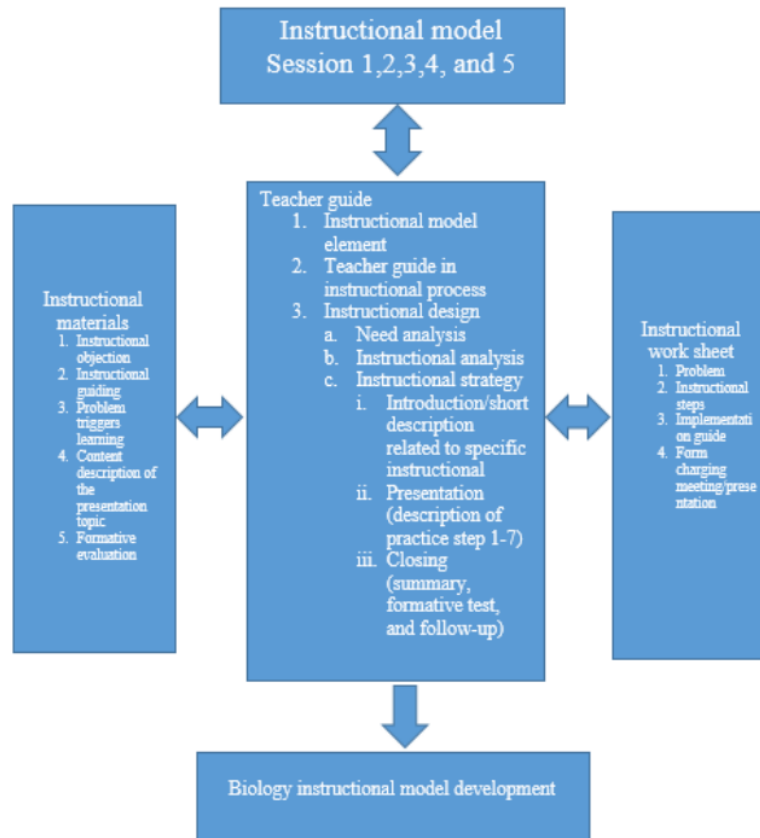 Instructional model
Session 1,2,3,4, and 5
Teacher guide
1. Instructional model
element
2. Teacher guide in
instructional process
3. Instructional design
a. Need analysis
b. Instructional analysis
c. Instructional strategy
i. Introduction/short
description
related to specific
instructional
ii. Presentation
(description of
practice step 1-7)
iii. Closing
(summary,
formative test,
and follow-up)
Instructional
materials
1. Instructional
objection
2. Instructional
guiding
3. Problem
triggers
learning
4. Content
description of
the
presentation
topic
5. Formative
evaluation
Instructional
work sheet
1. Problem
2. Instructional
steps
3. Implementati
on guide
4. Form
charging
meeting/prese
ntation
Biology instructional model development